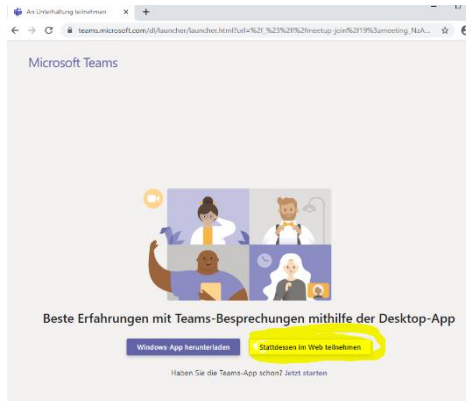 An Unterhaltung teilnehmen
teams.microsoft.com/dl/launcher/launcher.html?url=%2f_%23%2fl%2fmeetup-join%2f19%3ameeting_NzA...
Microsoft Teams
Beste Erfahrungen mit Teams-Besprechungen mithilfe der Desktop-App
Windows-App herunterladen
Stattdessen im Web teilnehmen
Haben Sie die Teams-App schon? Jetzt starten